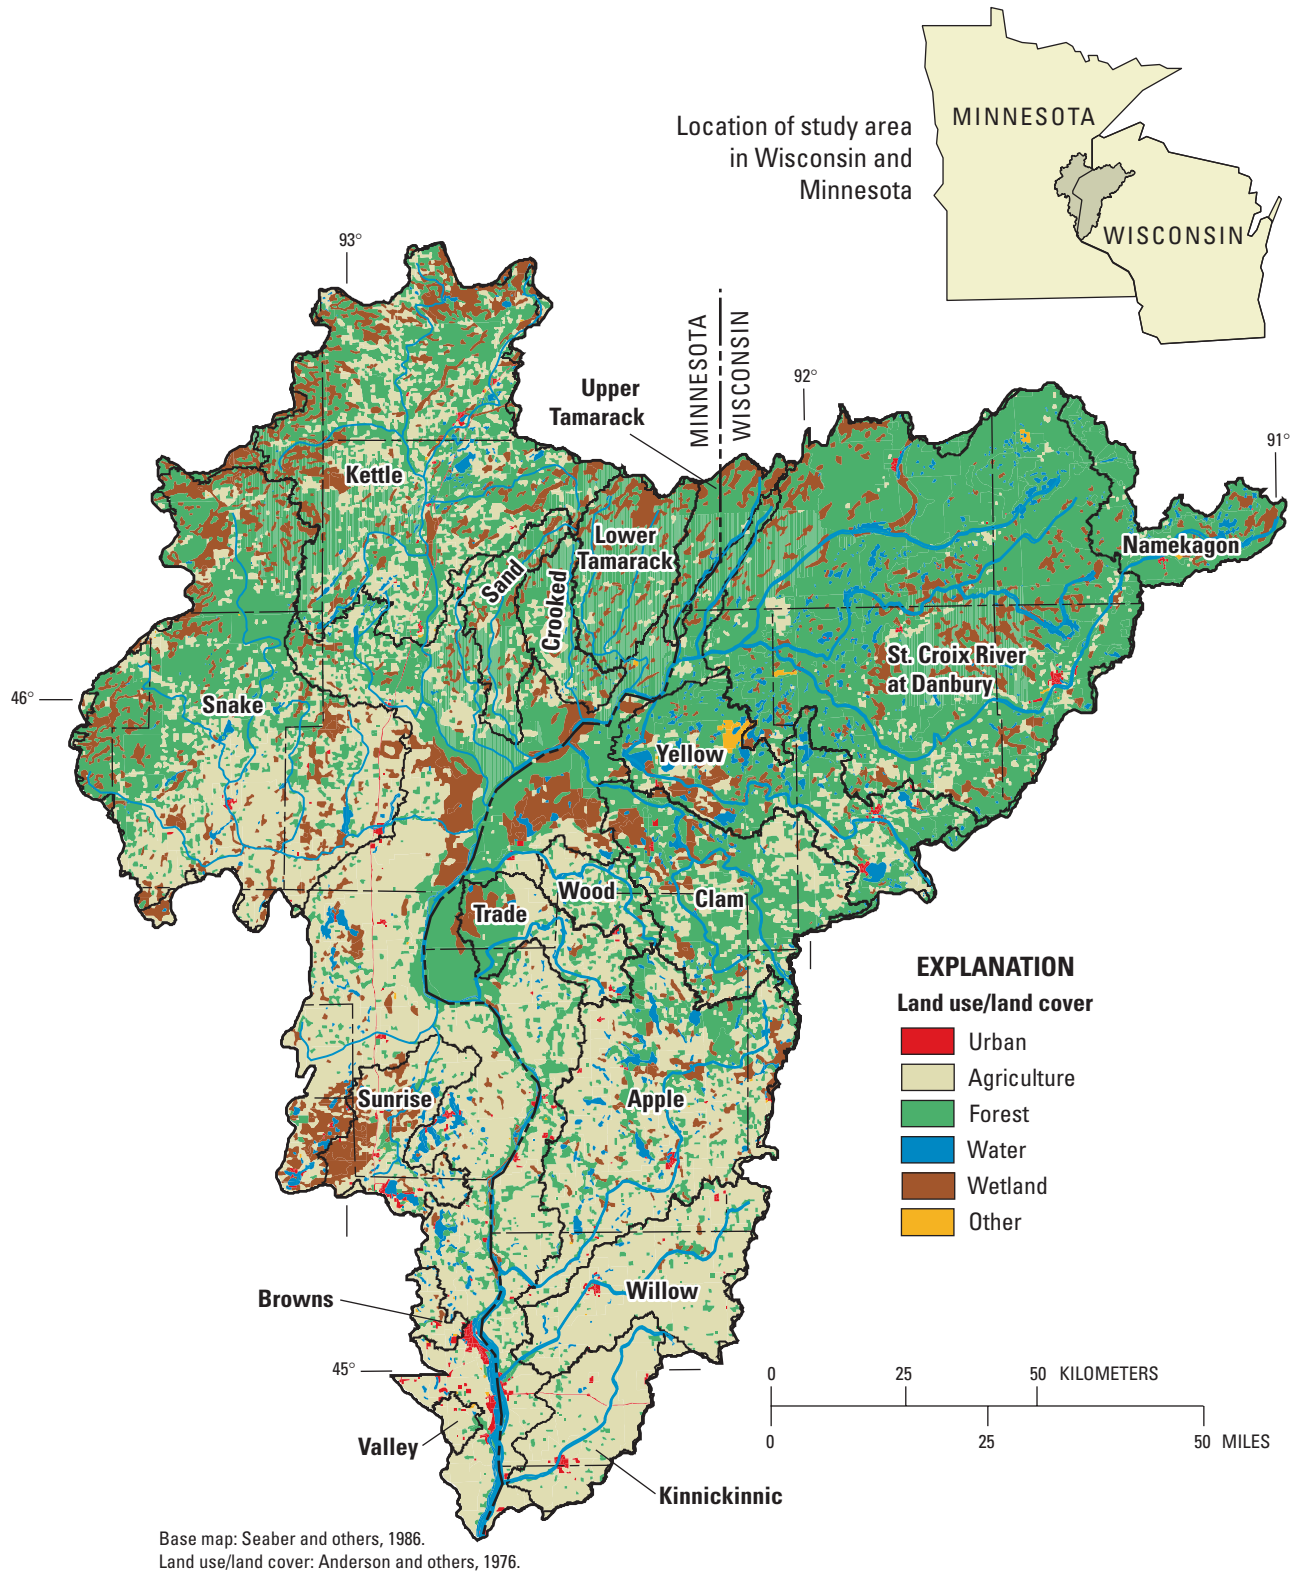 MINNESOTA
Location of study area
in Wisconsin and
Minnesota
WISCONSIN
93°
MINNESOTA
WISCONSIN
Upper
Tamarack
92°
91°
Kettle
Lower
Tamarack
Namekagon
Sand
Crooked
St. Croix River
at Danbury
46°
Snake
Yellow
Wood
Clam
Trade
EXPLANATION
Land use/land cover
Urban
Agriculture
Forest
Water
Wetland
Other
Sunrise
Apple
Browns
Willow
45°
0 25 50 KILOMETERS
0 25 50 MILES
Valley
Kinnickinnic
Base map: Seaber and others, 1986.
Land use/land cover: Anderson and others, 1976.